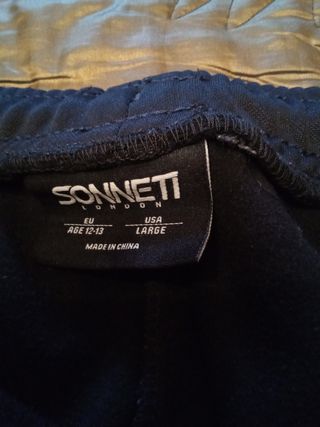 SONNETI
LONDON
EU USA
AGE 12-13 LARGE
MADE IN CHINA